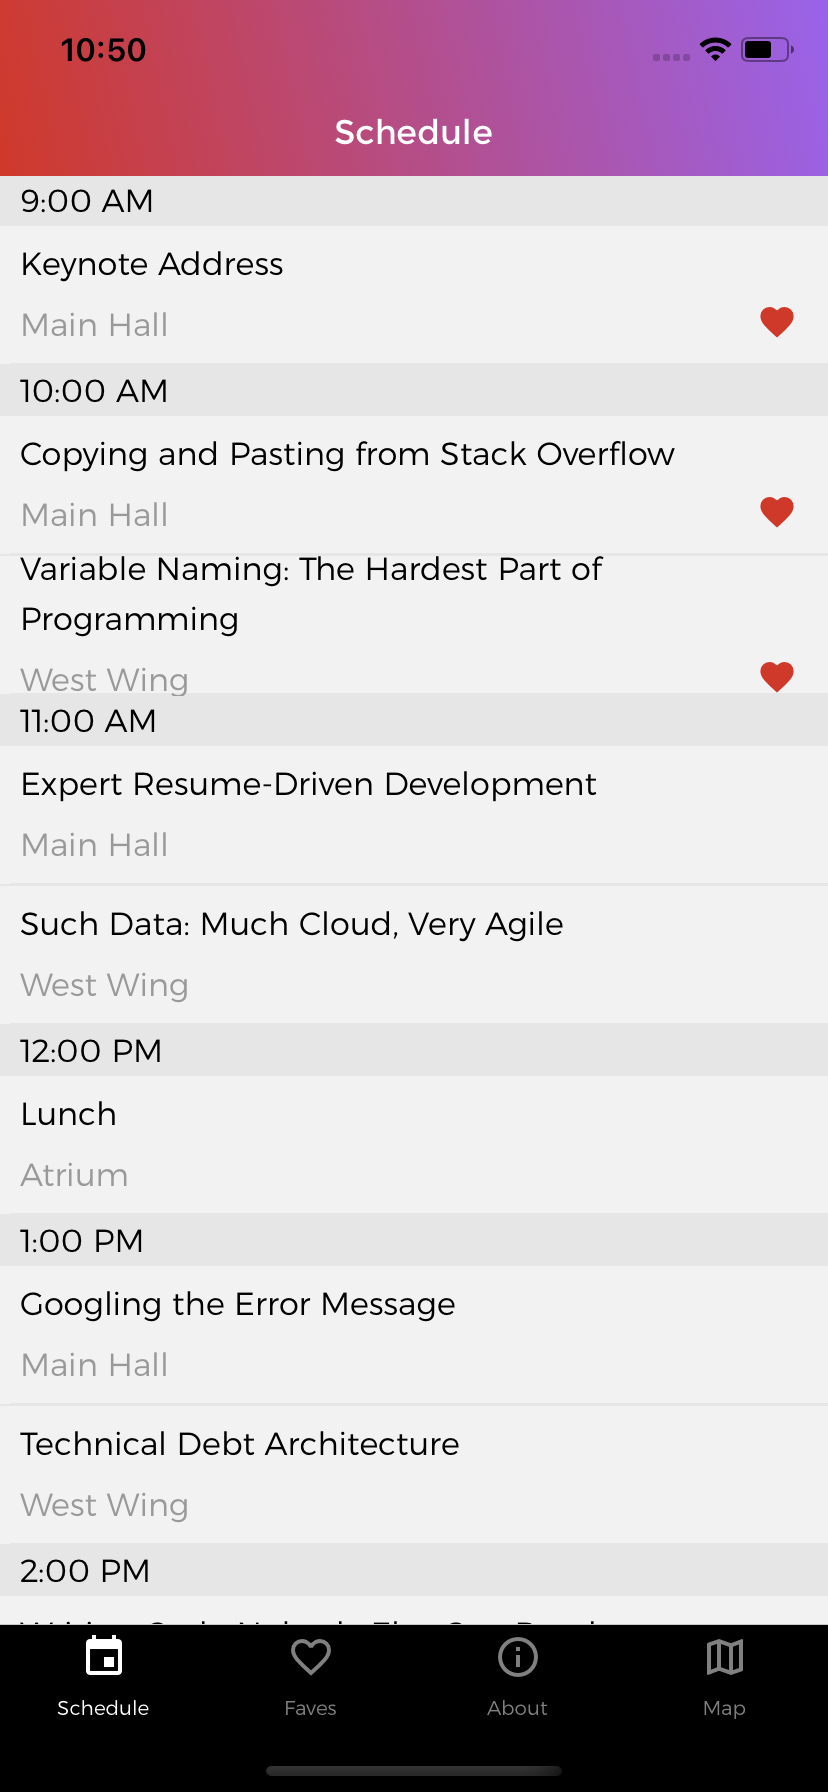 10:50
Schedule
9:00 AM
Keynote Address
Main Hall
10:00 AM
Copying and Pasting from Stack Overflow
Main Hall
Variable Naming: The Hardest Part of
Programming
West Wing
11:00 AM
Expert Resume-Driven Development
Main Hall
Such Data: Much Cloud, Very Agile
West Wing
12:00 PM
Lunch
Atrium
1:00 PM
Googling the Error Message
Main Hall
Technical Debt Architecture
West Wing
2:00 PM
Schedule
Faves
About
Map